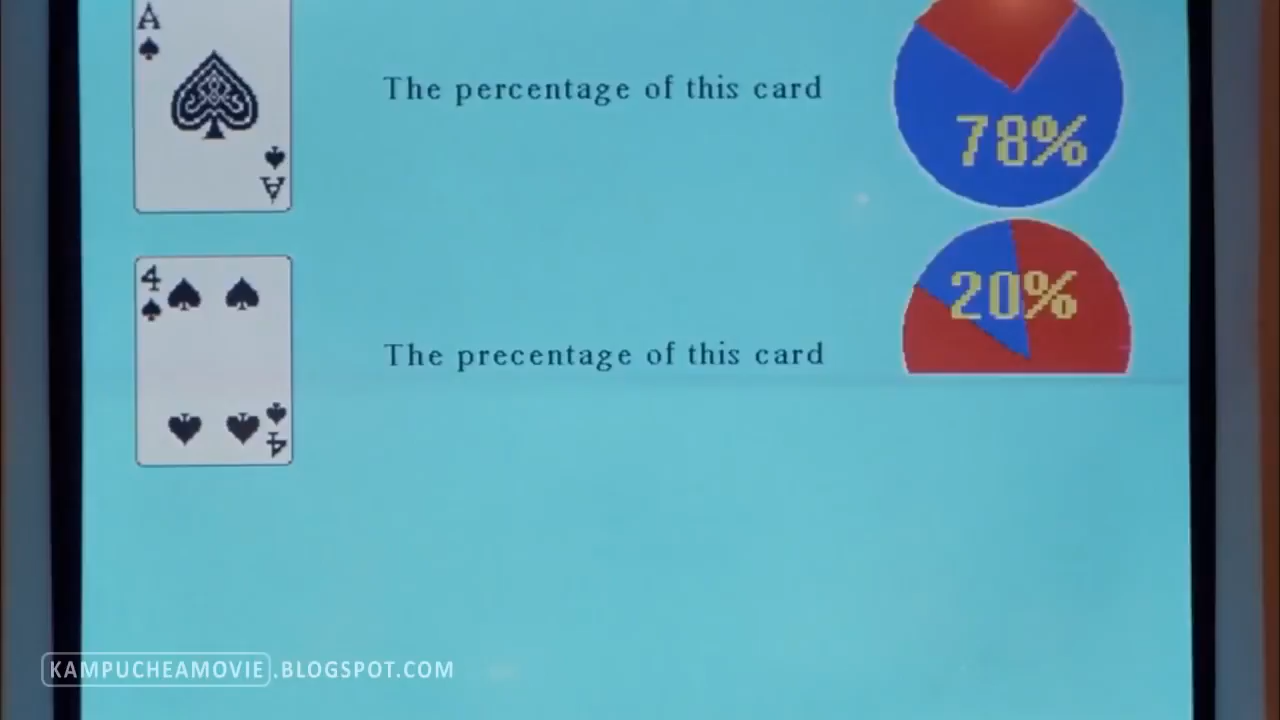 A
The percentage of this card
78%
A
4
20%
The precentage of this card
4
KAMPUCHEAMOVIE.BLOGSPOT.COM